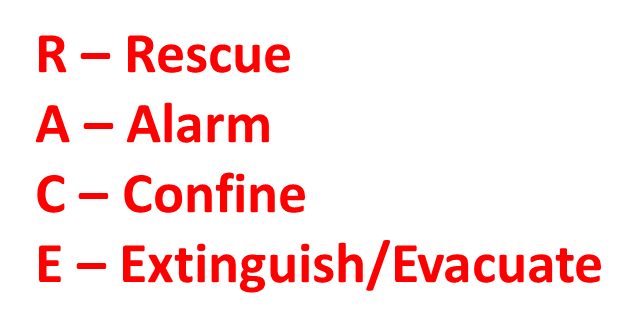 R – Rescue
A – Alarm
C – Confine
E – Extinguish/Evacuate